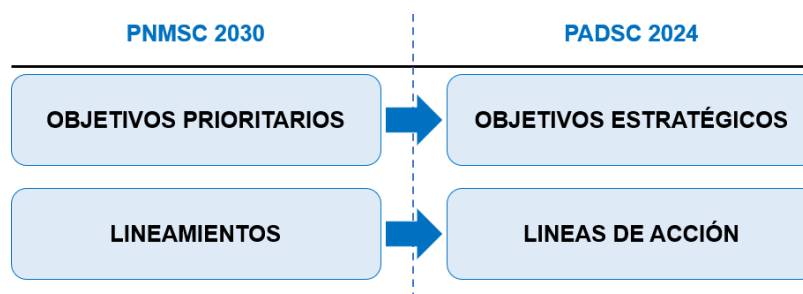 PNMSC 2030
PADSC 2024
OBJETIVOS PRIORITARIOS
OBJETIVOS ESTRATÉGICOS
LINEAMIENTOS
LINEAS DE ACCIÓN